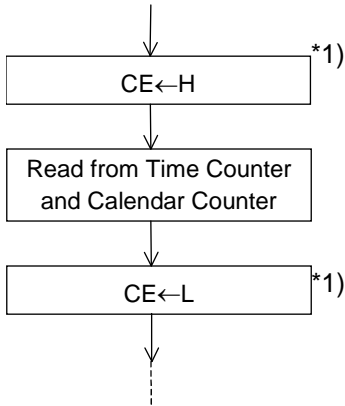 *1)
CE←H
Read from Time Counter
and Calendar Counter
*1)
CE←L